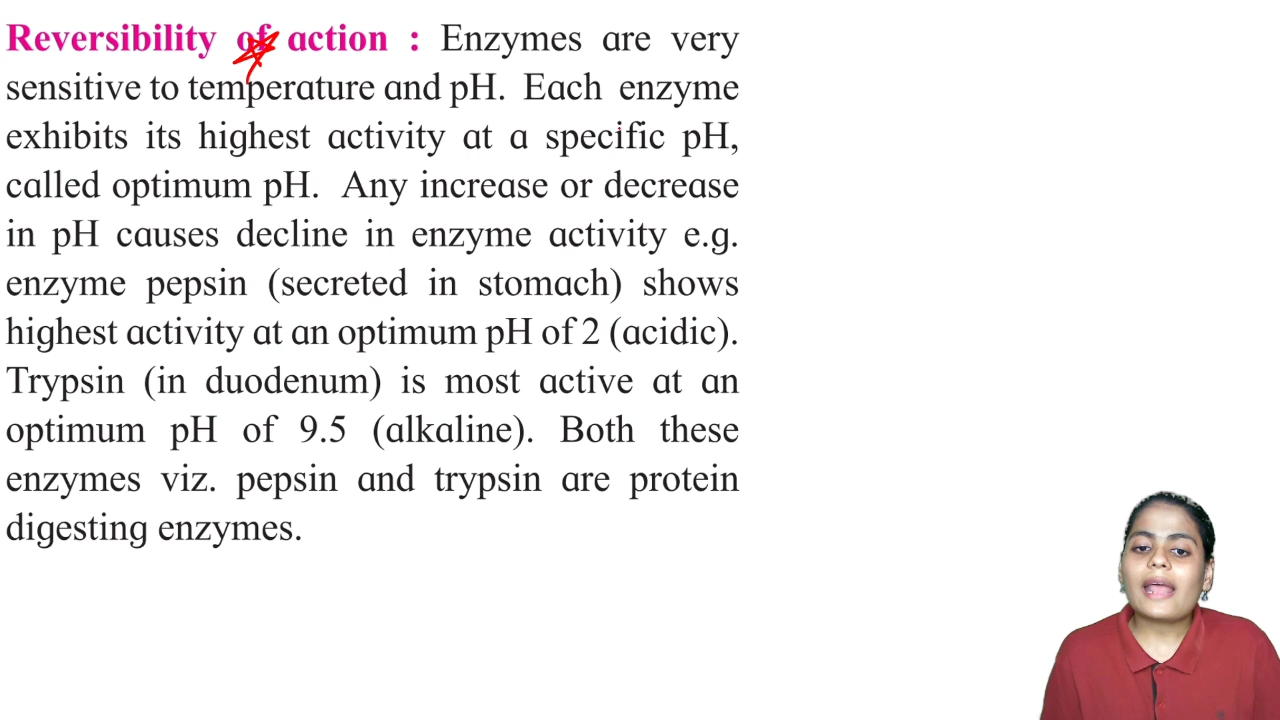 Reversibility of action : Enzymes are very
sensitive to temperature and pH. Each enzyme
exhibits its highest activity at a specific pH,
called optimum pH. Any increase or decrease
in pH causes decline in enzyme activity e.g.
enzyme pepsin (secreted in stomach) shows
highest activity at an optimum pH of 2 (acidic).
Trypsin (in duodenum) is most active at an
optimum pH of 9.5 (alkaline). Both these
enzymes viz. pepsin and trypsin are protein
digesting enzymes.